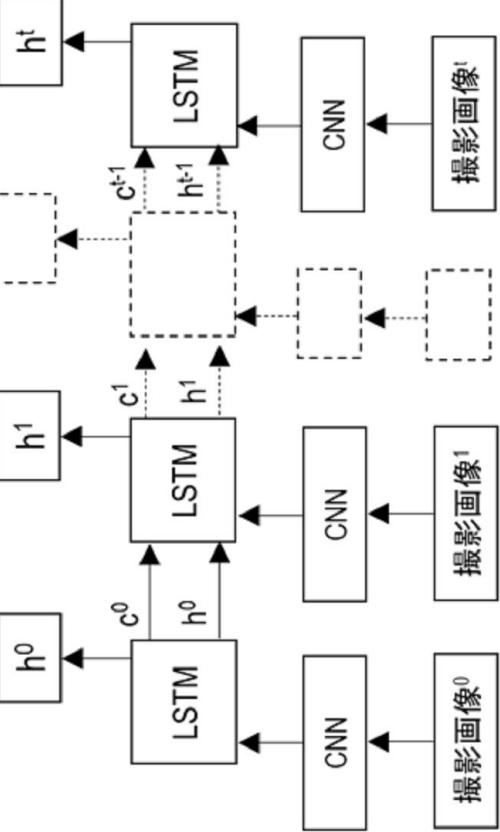 h⁰ h¹ hᵗ
c⁰ c¹ cᵗ⁻¹
LSTM LSTM LSTM
h⁰ h¹ hᵗ⁻¹
CNN CNN CNN
撮影画像⁰ 撮影画像¹ 撮影画像ᵗ